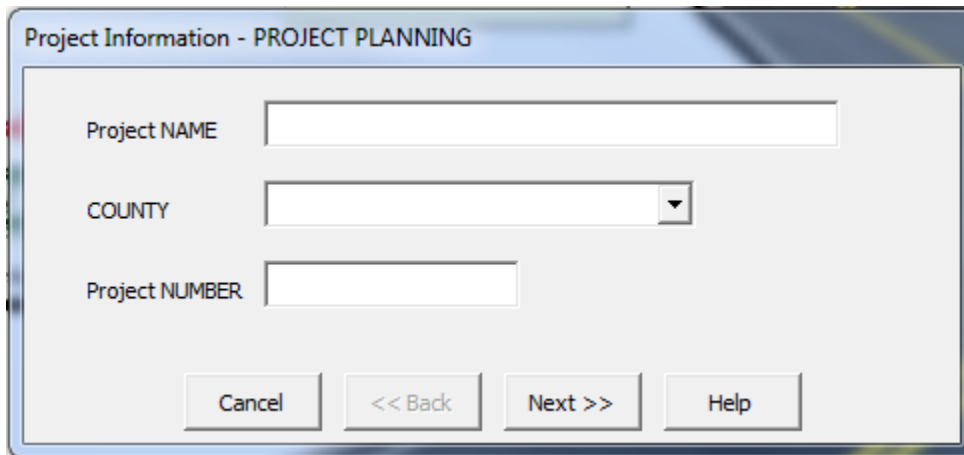 Project Information - PROJECT PLANNING
Project NAME
COUNTY
Project NUMBER
Cancel << Back Next >> Help